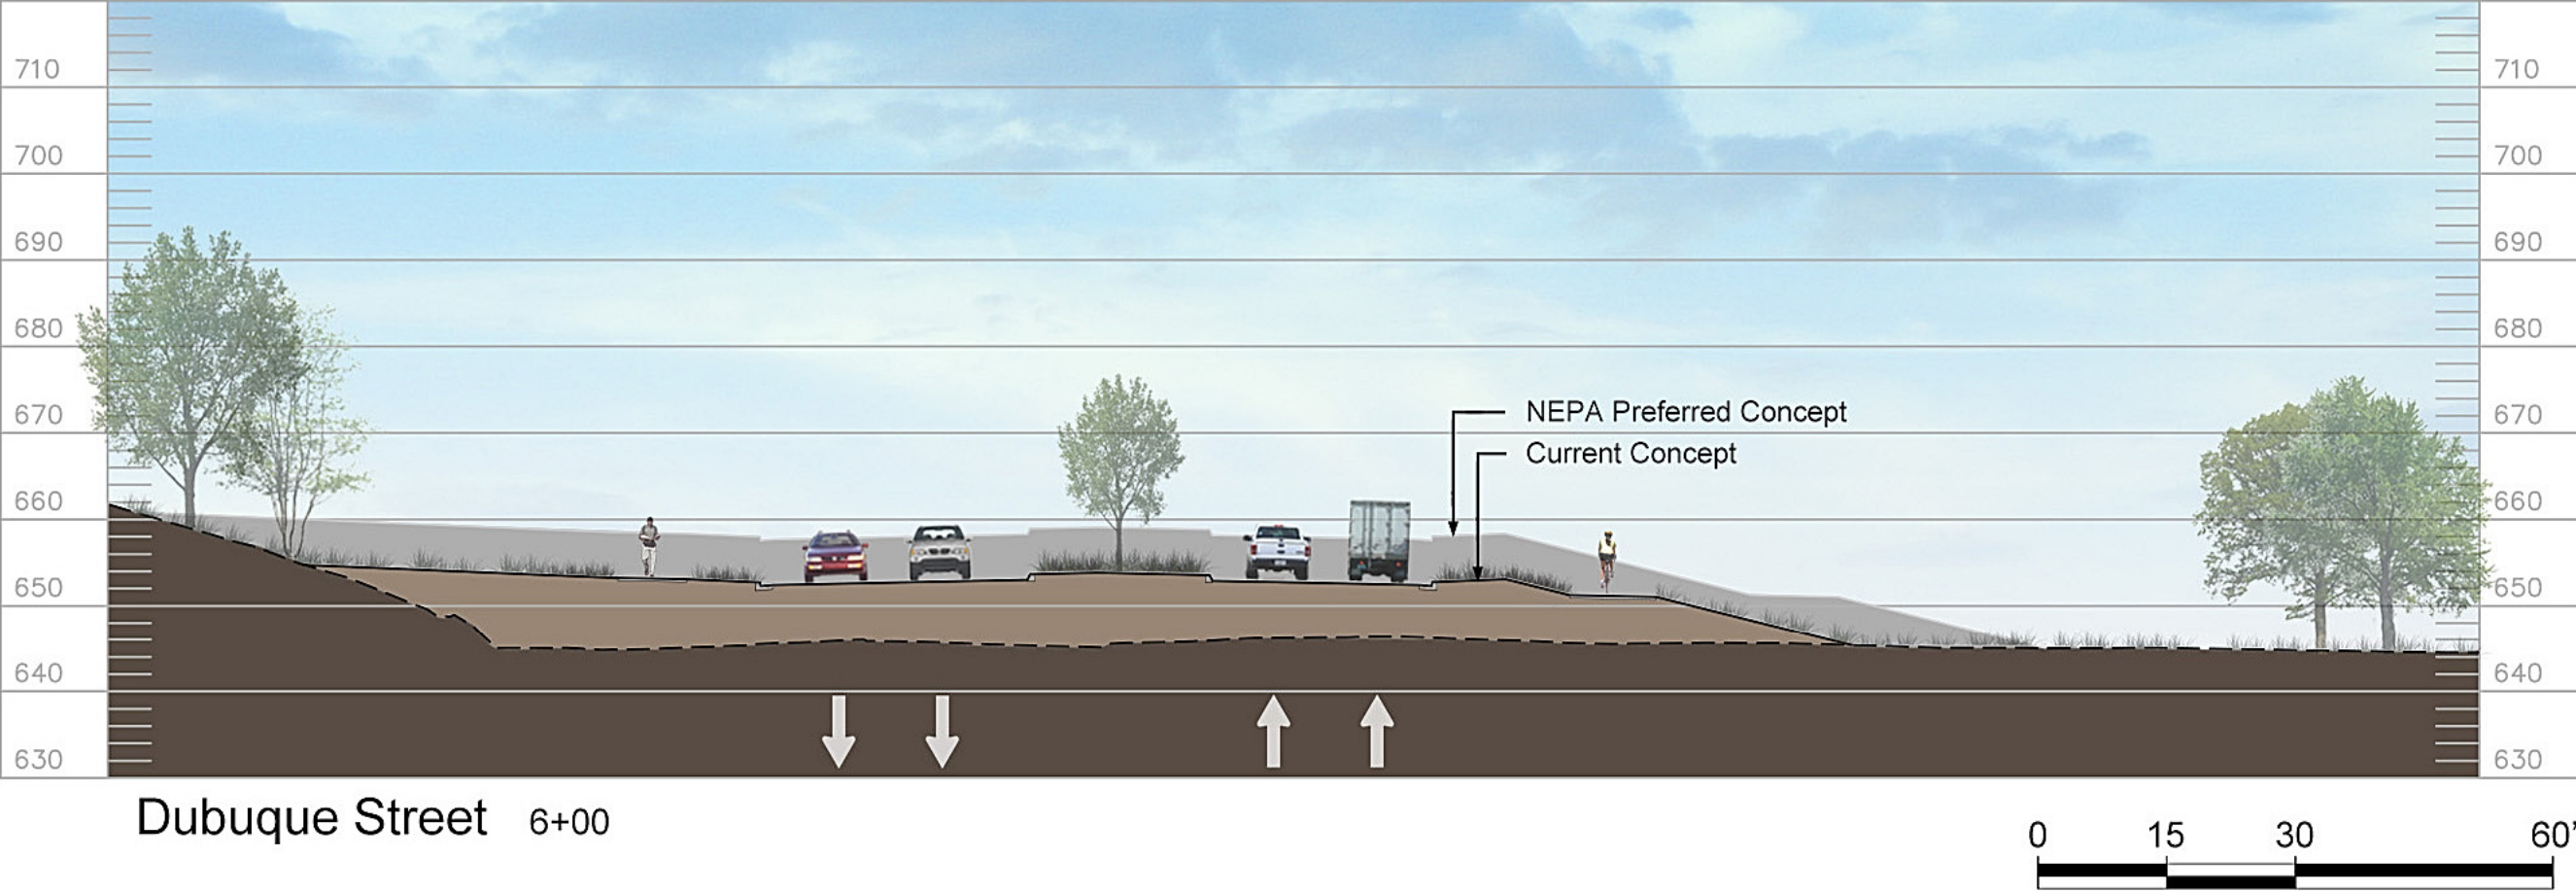 710 710
700 700
690 690
680 680
670 670
NEPA Preferred Concept
Current Concept
660 660
650 650
640 640
630 630
Dubuque Street 6+00
0 15 30 60'